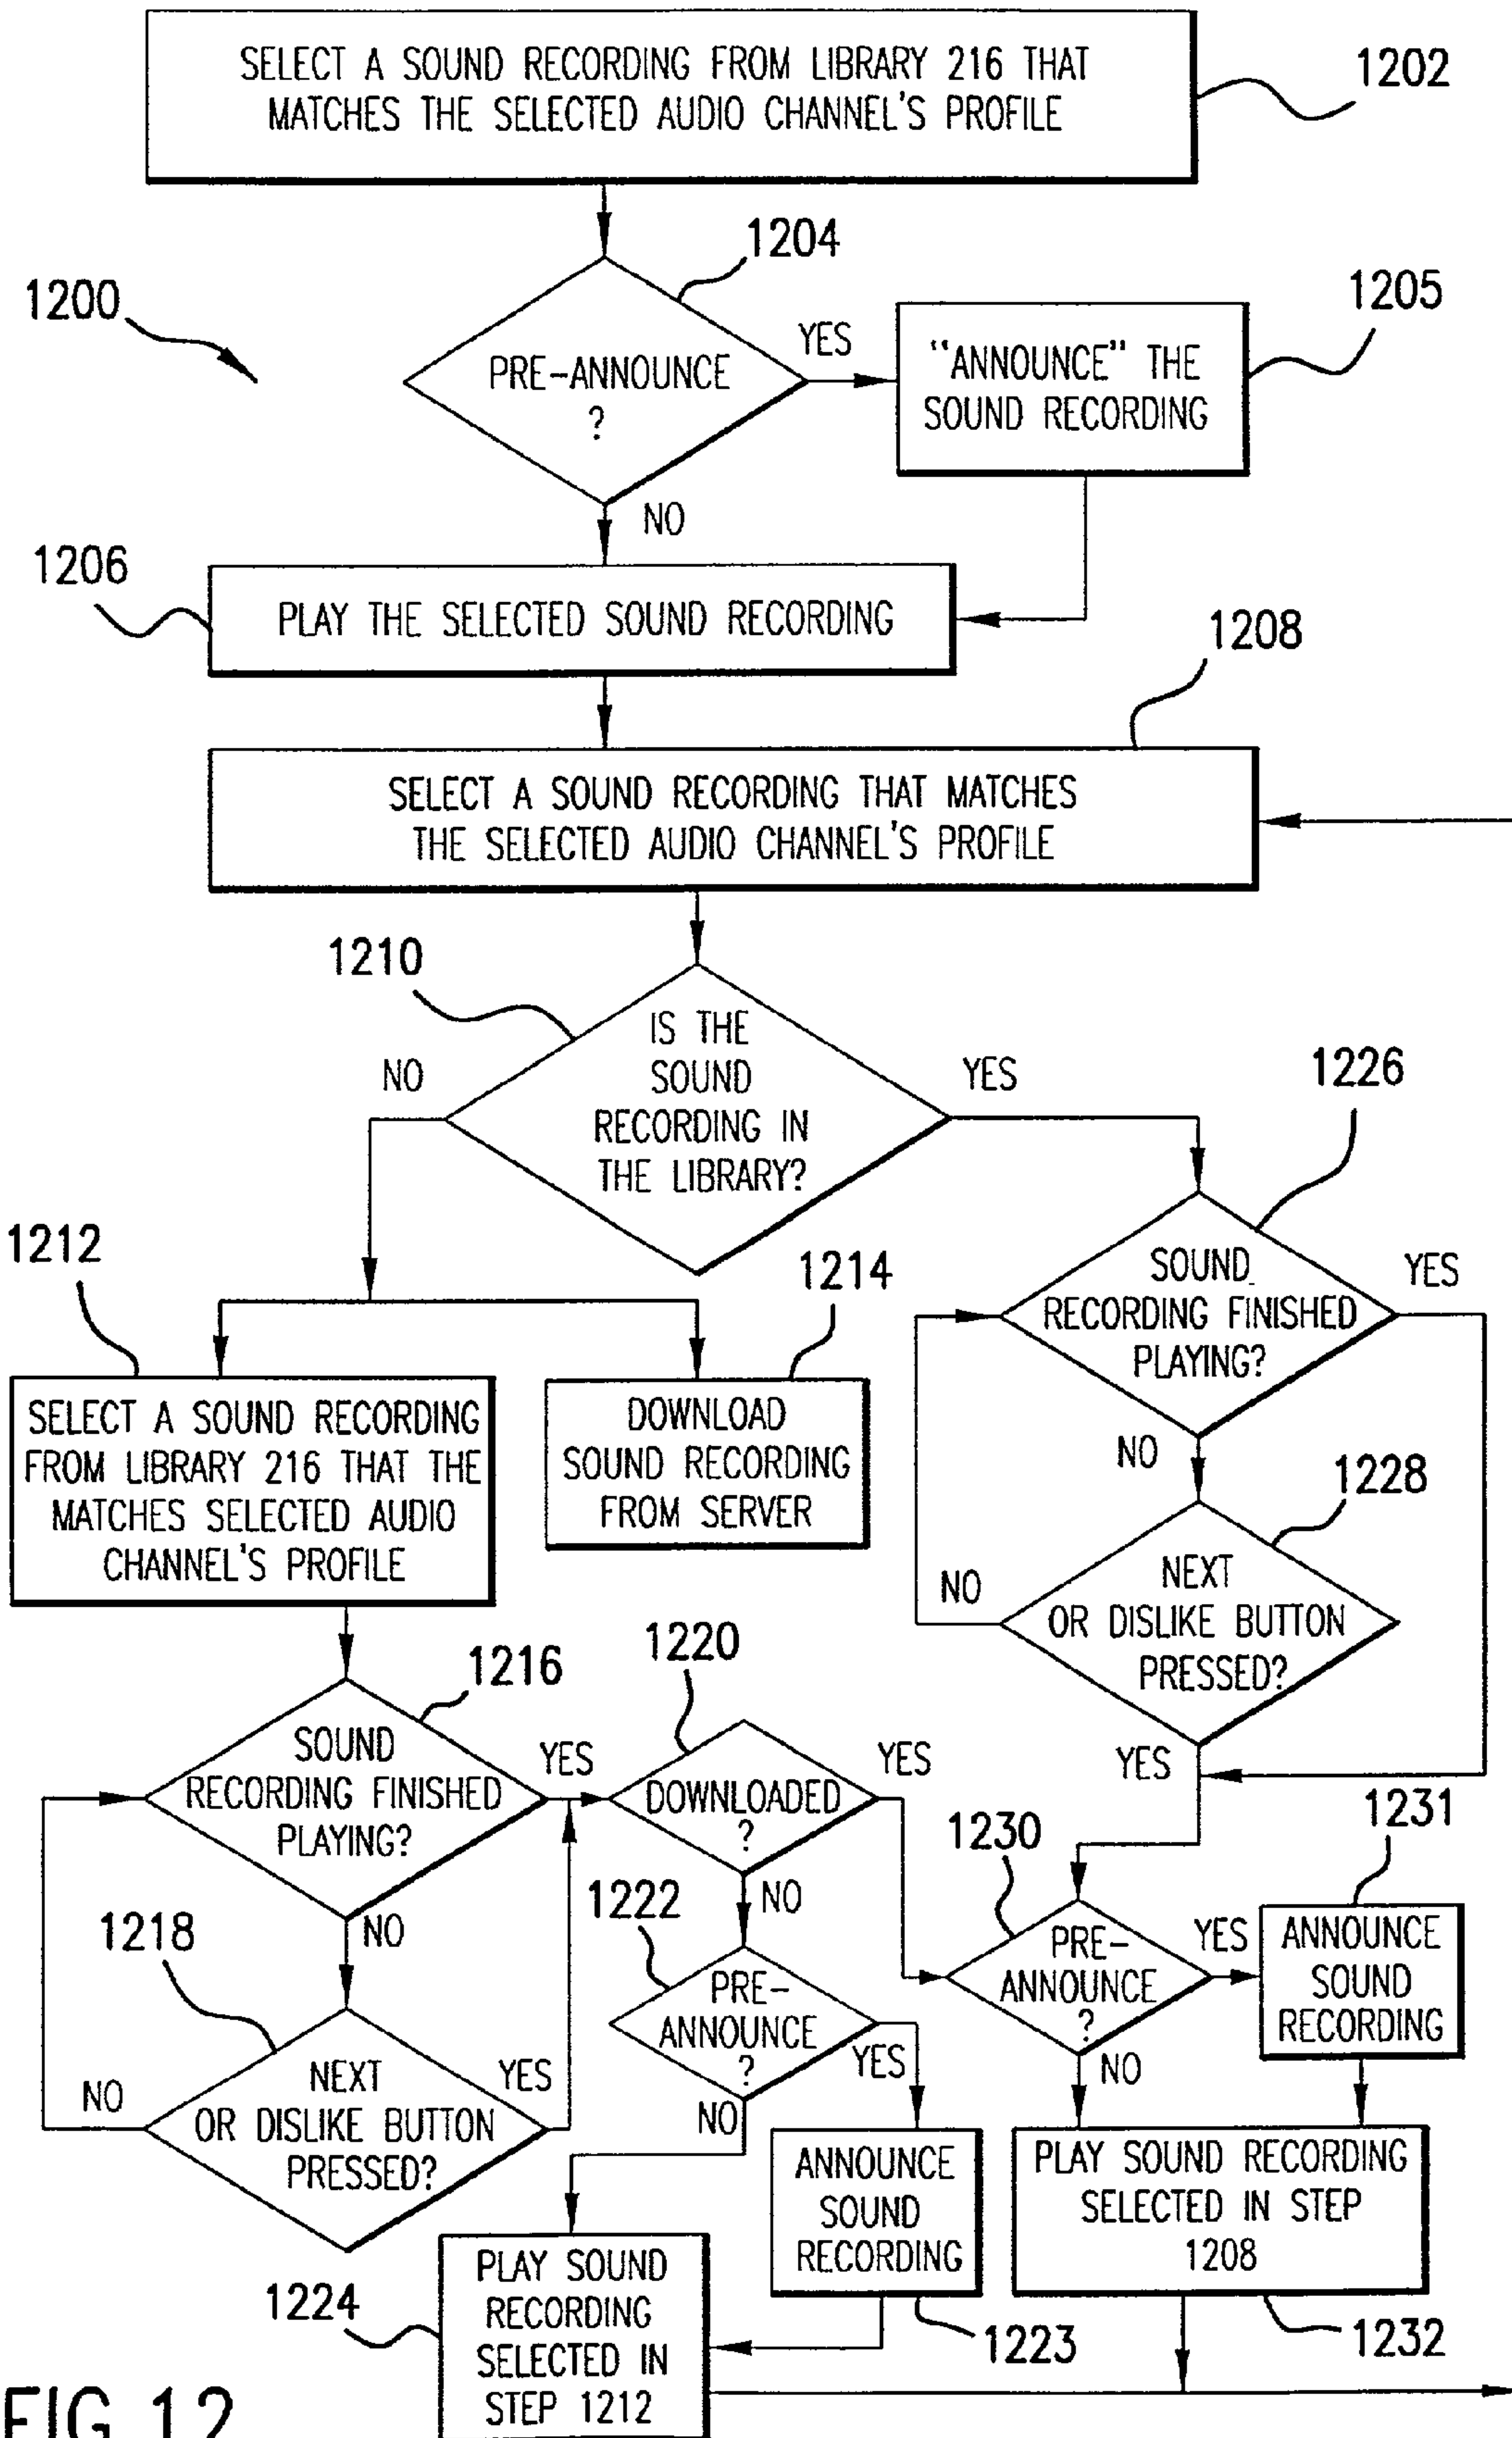 SELECT A SOUND RECORDING FROM LIBRARY 216 THAT
MATCHES THE SELECTED AUDIO CHANNEL'S PROFILE
1202
1204
1200
PRE-ANNOUNCE
?
YES
1205
"ANNOUNCE" THE
SOUND RECORDING
NO
1206
PLAY THE SELECTED SOUND RECORDING
1208
SELECT A SOUND RECORDING THAT MATCHES
THE SELECTED AUDIO CHANNEL'S PROFILE
1210
IS THE
SOUND
RECORDING IN
THE LIBRARY?
NO
YES
1226
SOUND
RECORDING FINISHED
PLAYING?
YES
NO
1228
NEXT
OR DISLIKE BUTTON
PRESSED?
NO
YES
1212
SELECT A SOUND RECORDING
FROM LIBRARY 216 THAT THE
MATCHES SELECTED AUDIO
CHANNEL'S PROFILE
1214
DOWNLOAD
SOUND RECORDING
FROM SERVER
1216
SOUND
RECORDING FINISHED
PLAYING?
YES
NO
1218
NEXT
OR DISLIKE BUTTON
PRESSED?
NO
YES
1220
DOWNLOADED
?
YES
NO
1222
PRE-
ANNOUNCE
?
YES
NO
ANNOUNCE
SOUND
RECORDING
1223
1224
PLAY SOUND
RECORDING
SELECTED IN
STEP 1212
1230
PRE-
ANNOUNCE
?
YES
NO
1231
ANNOUNCE
SOUND
RECORDING
PLAY SOUND RECORDING
SELECTED IN STEP
1208
1232
FIG.12